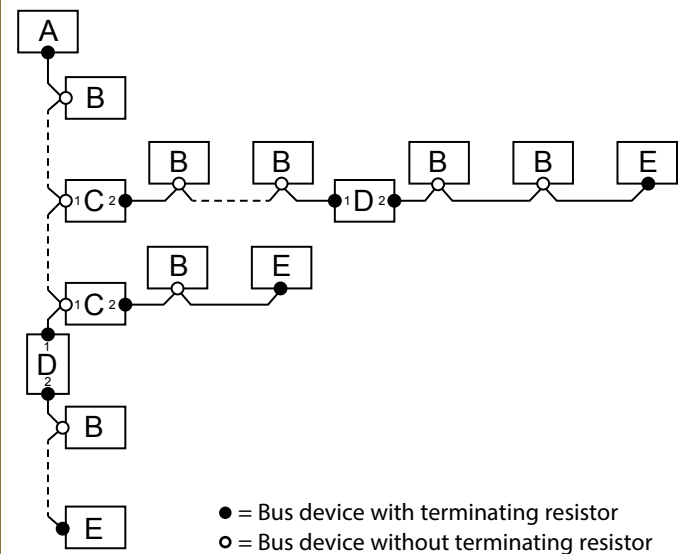 A
B
B B B B E
1 C 2 1 D 2
B E
1 C 2
1
D
2
B
E
● = Bus device with terminating resistor
○ = Bus device without terminating resistor